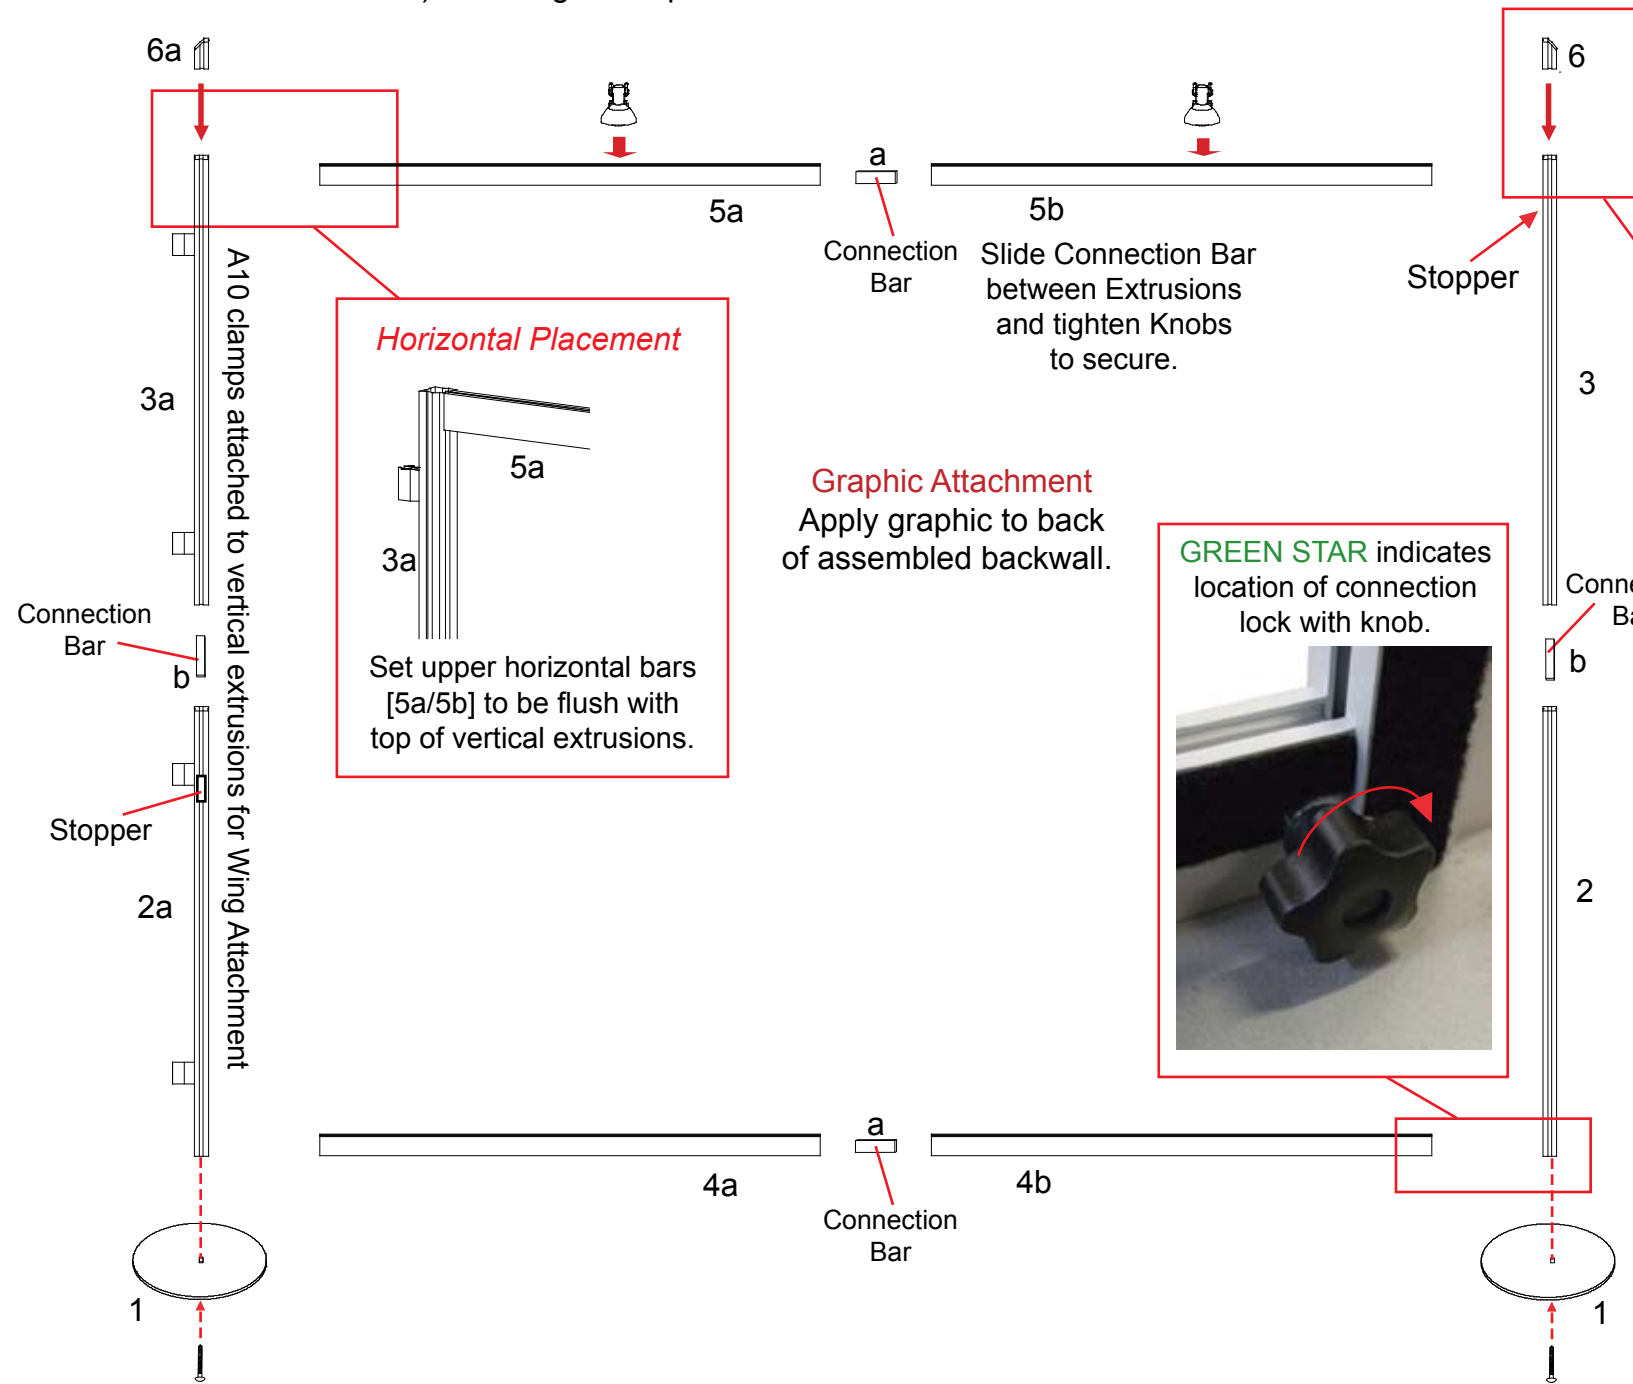 6a
6
a
5a
5b
Connection
Bar
Slide Connection Bar
between Extrusions
and tighten Knobs
to secure.
Stopper
A10 clamps attached to vertical extrusions for Wing Attachment
Horizontal Placement
3a
3
5a
3a
Set upper horizontal bars
[5a/5b] to be flush with
top of vertical extrusions.
Graphic Attachment
Apply graphic to back
of assembled backwall.
GREEN STAR indicates
location of connection
lock with knob.
Connection
Bar
b
b
Stopper
2a
2
a
4a
4b
Connection
Bar
1
1